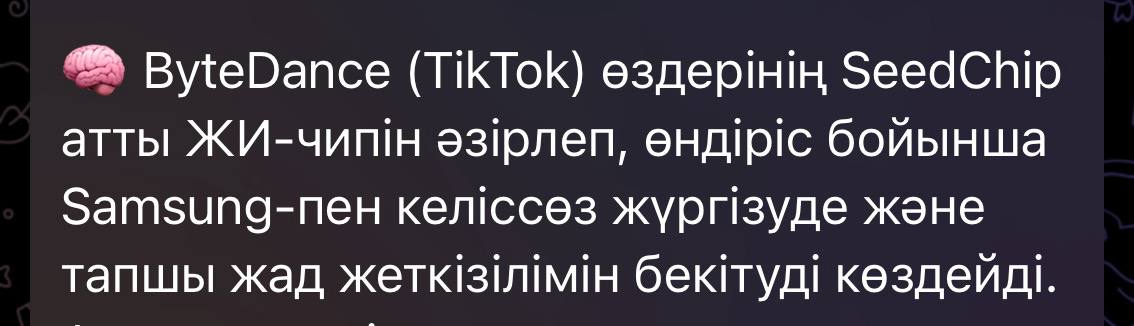 🧠 ByteDance (TikTok) өздерінің SeedChip
атты ЖИ-чипін әзірлеп, өндіріс бойынша
Samsung-пен келіссөз жүргізуде және
тапшы жад жеткізілімін бекітуді көздейді.